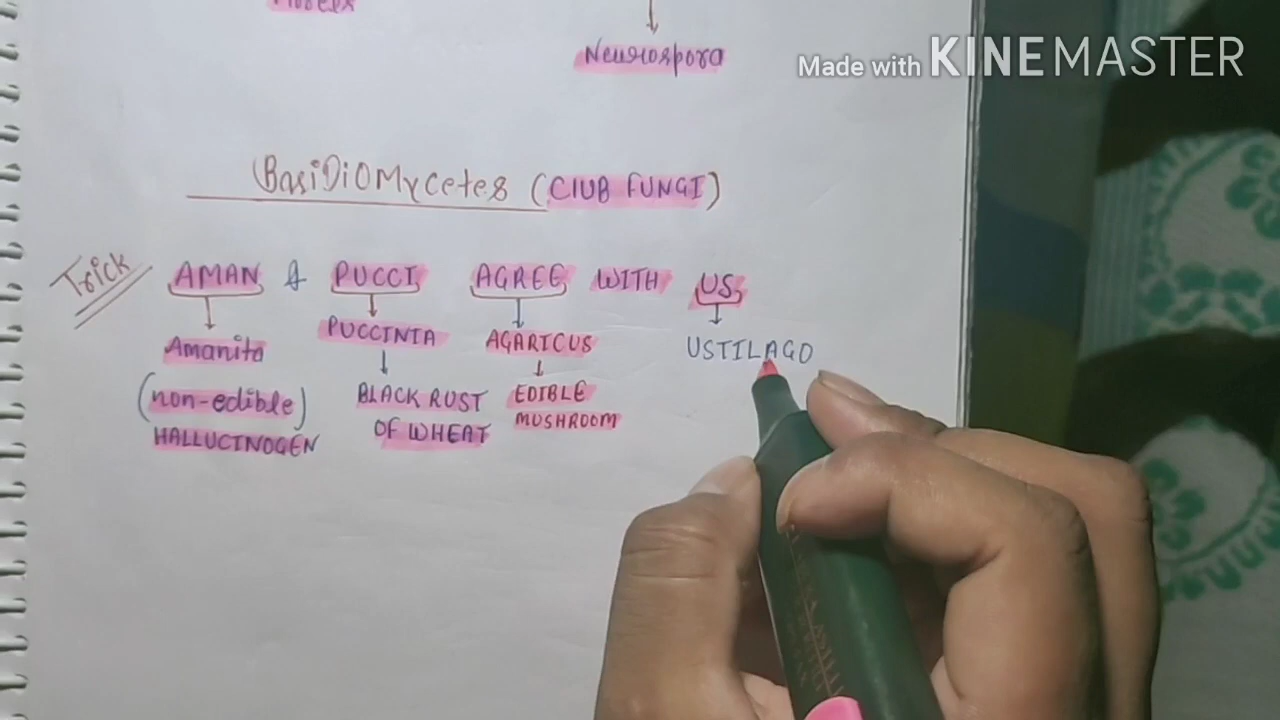 Neurospora
Made with KINEMASTER
BasiDiOMycetes (ClUB FUNGI)
Trick
AMAN & PUCCI AGREE WITH US
Amanita PUCCINIA AGARICUS USTILAGO
(non-edible) BLACK RUST EDIBLE
HALLUCINOGEN OF WHEAT MUSHROOM